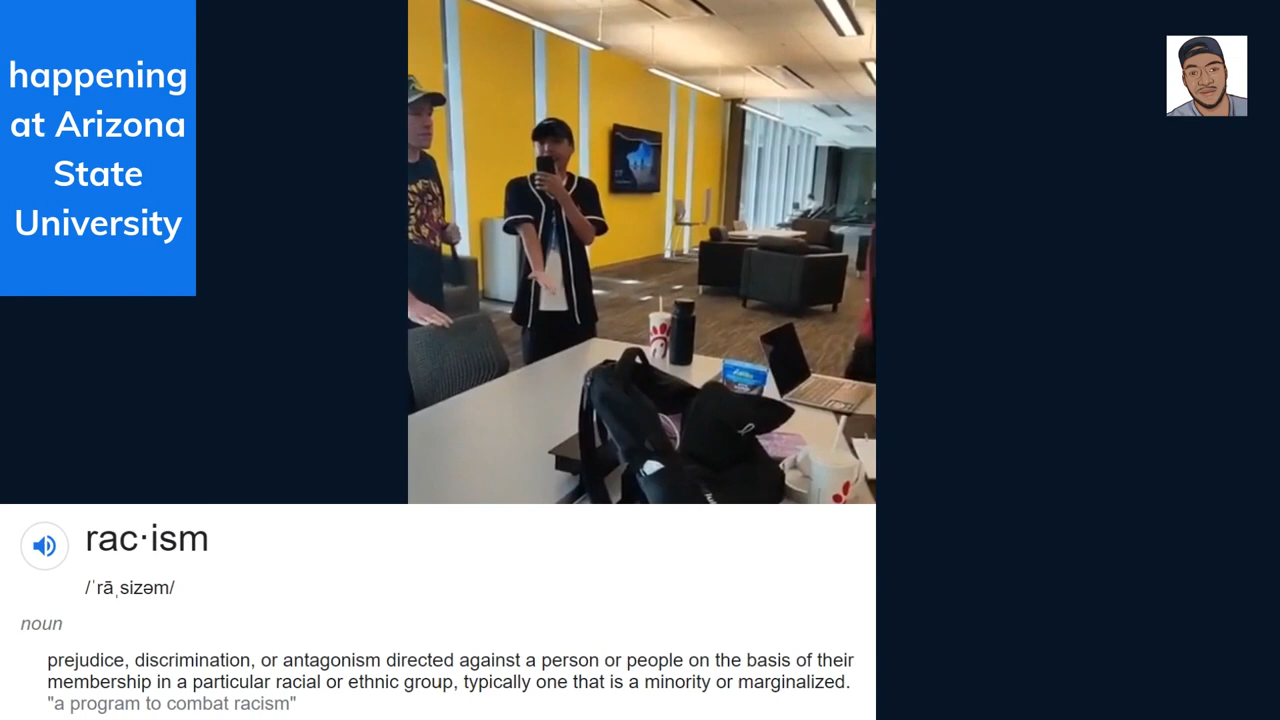 happening
at Arizona
State
University
rac·ism
/ˈrāˌsizəm/
noun
prejudice, discrimination, or antagonism directed against a person or people on the basis of their
membership in a particular racial or ethnic group, typically one that is a minority or marginalized.
"a program to combat racism"